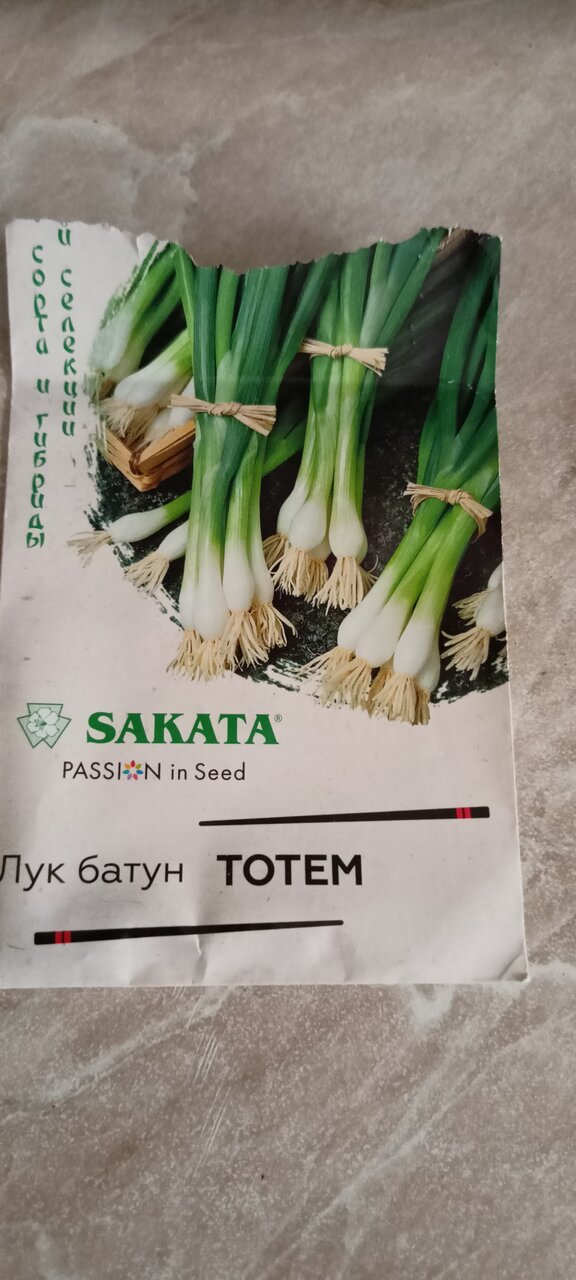 сорта и гибриды
й селекции
SAKATA®
PASSION in Seed
Лук батун ТОТЕМ